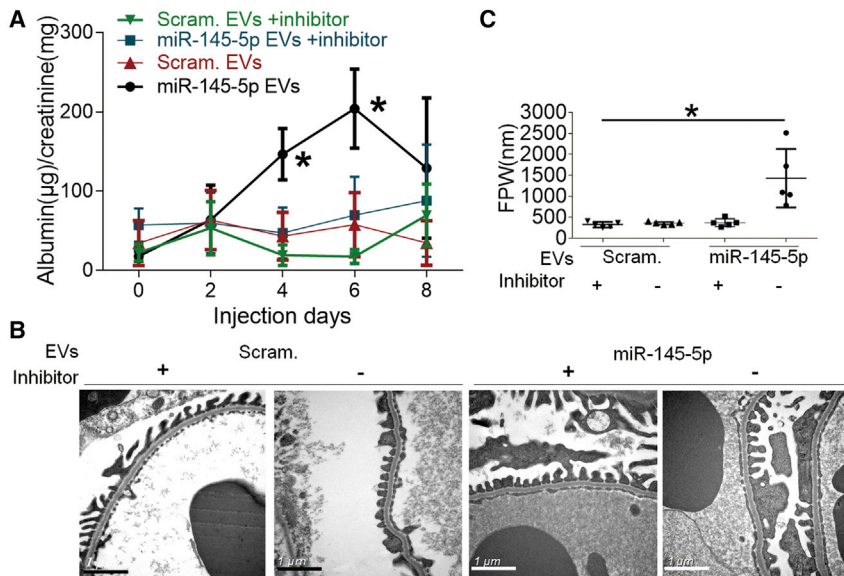 A
Scram. EVs +inhibitor
miR-145-5p EVs +inhibitor
Scram. EVs
miR-145-5p EVs
Albumin(μg)/creatinine(mg)
300
200
100
0
*
*
0 2 4 6 8
Injection days
C
*
FPW(nm)
3000
2500
2000
1500
1000
500
0
EVs Scram. miR-145-5p
Inhibitor + - + -
B
EVs Scram. miR-145-5p
Inhibitor + - + -
1 μm 1 μm 1 μm